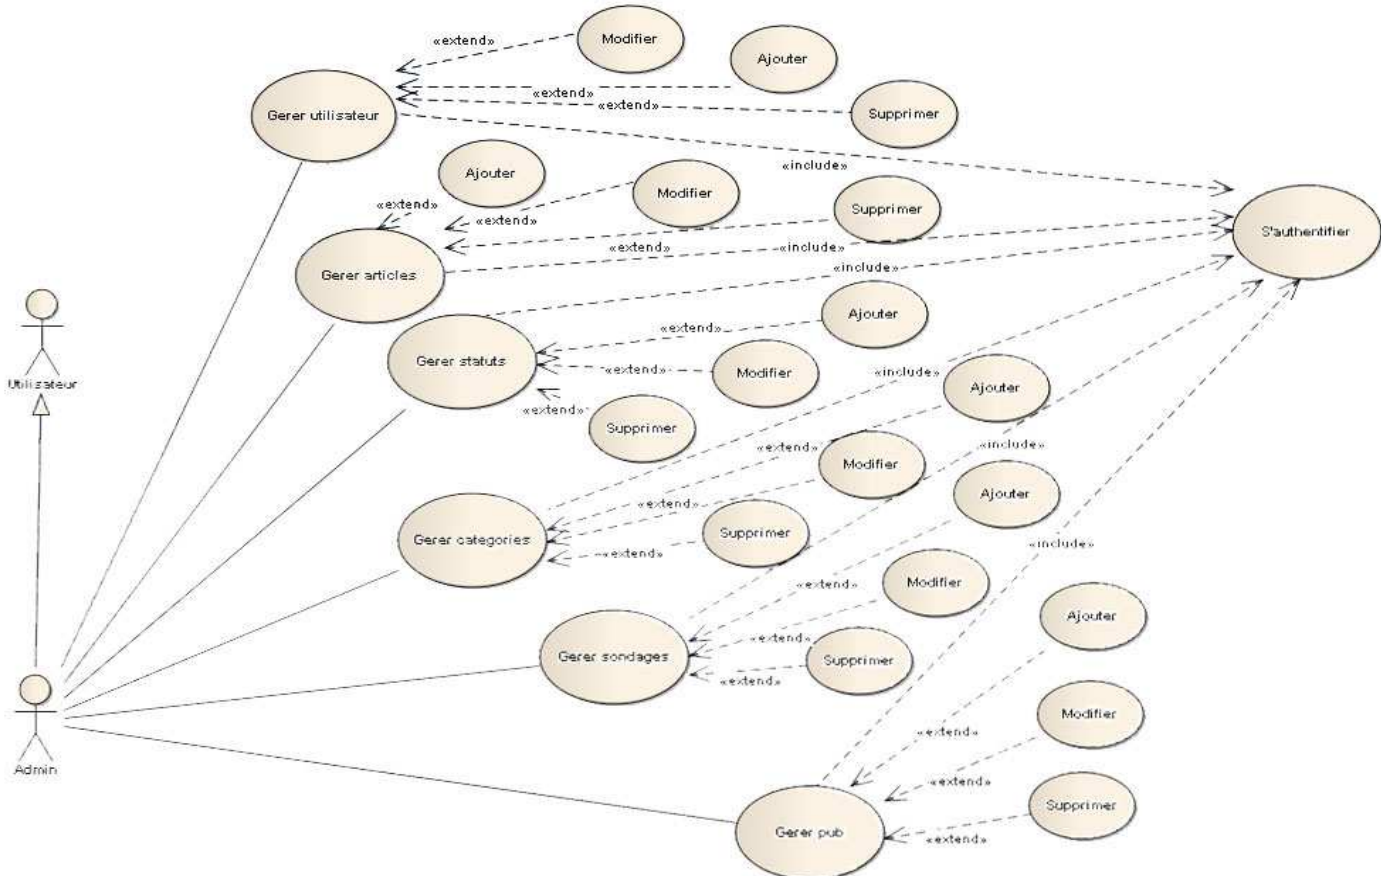 Modifier
«extend»
Ajouter
«extend»
«extend»
Supprimer
Gerer utilisateur
«include»
Ajouter
Modifier
«extend»
«extend»
Supprimer
«extend»
«include»
S'authentifier
«include»
Gerer articles
Ajouter
«extend»
Gerer statuts
«extend»
Modifier
«include»
Ajouter
Utilisateur
«extend»
Supprimer
«include»
«extend»
Modifier
Ajouter
«extend»
Supprimer
Gerer categories
«extend»
«include»
Modifier
«extend»
Ajouter
«extend»
Gerer sondages
Supprimer
«extend»
Modifier
«extend»
Admin
«extend»
Supprimer
Gerer pub
«extend»